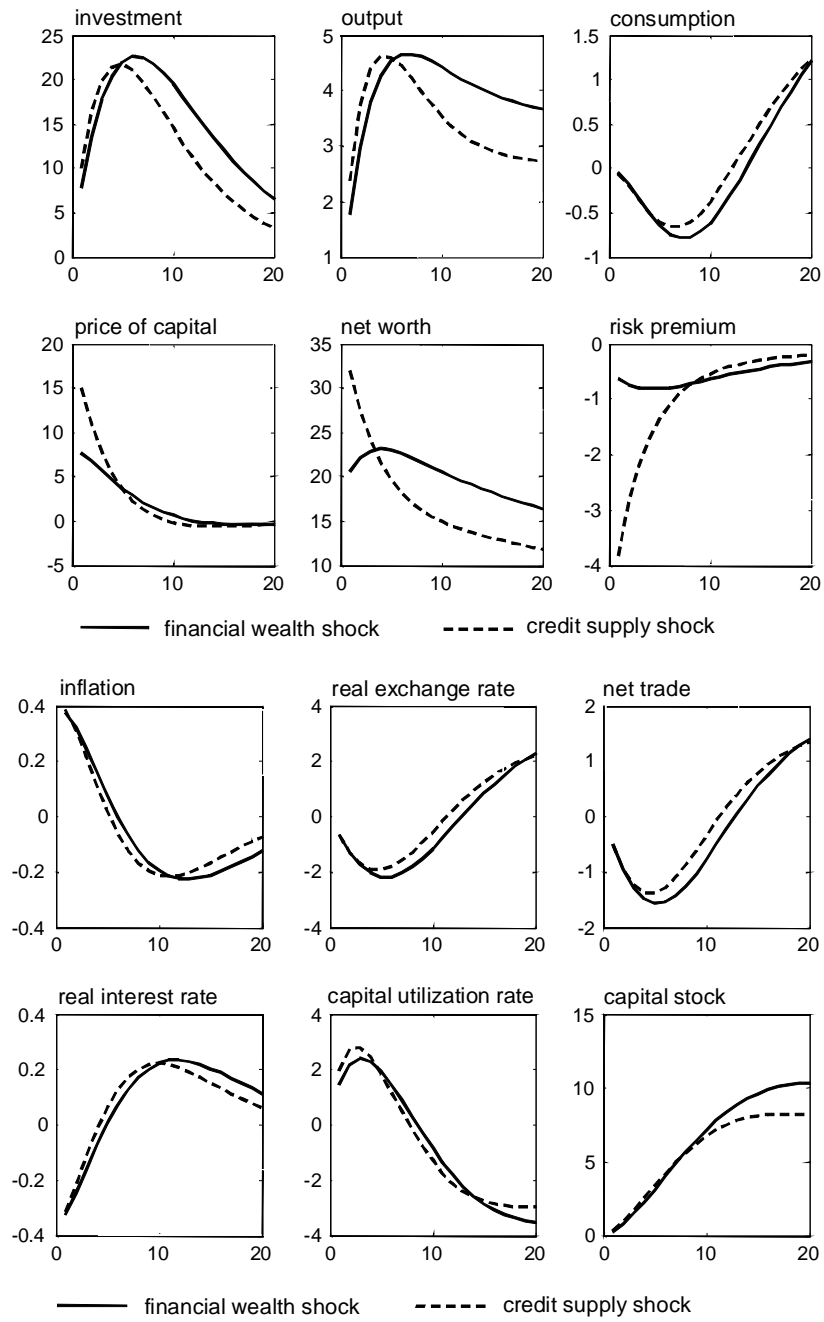 investment output consumption
25 5 1.5
20 4 1
15 0.5
10 3 0
5 2 -0.5
0 1 -1
0 10 20 0 10 20 0 10 20
price of capital net worth risk premium
20 35 0
15 30 -1
10 25 -2
5 20 -3
0 15
-5 10 -4
0 10 20 0 10 20 0 10 20
financial wealth shock credit supply shock
inflation real exchange rate net trade
0.4 4 2
0.2 2 1
0 0 0
-0.2 -2 -1
-0.4 -4 -2
0 10 20 0 10 20 0 10 20
real interest rate capital utilization rate capital stock
0.4 4 15
0.2 2 10
0 0 5
-0.2 -2
-0.4 -4 0
0 10 20 0 10 20 0 10 20
financial wealth shock credit supply shock